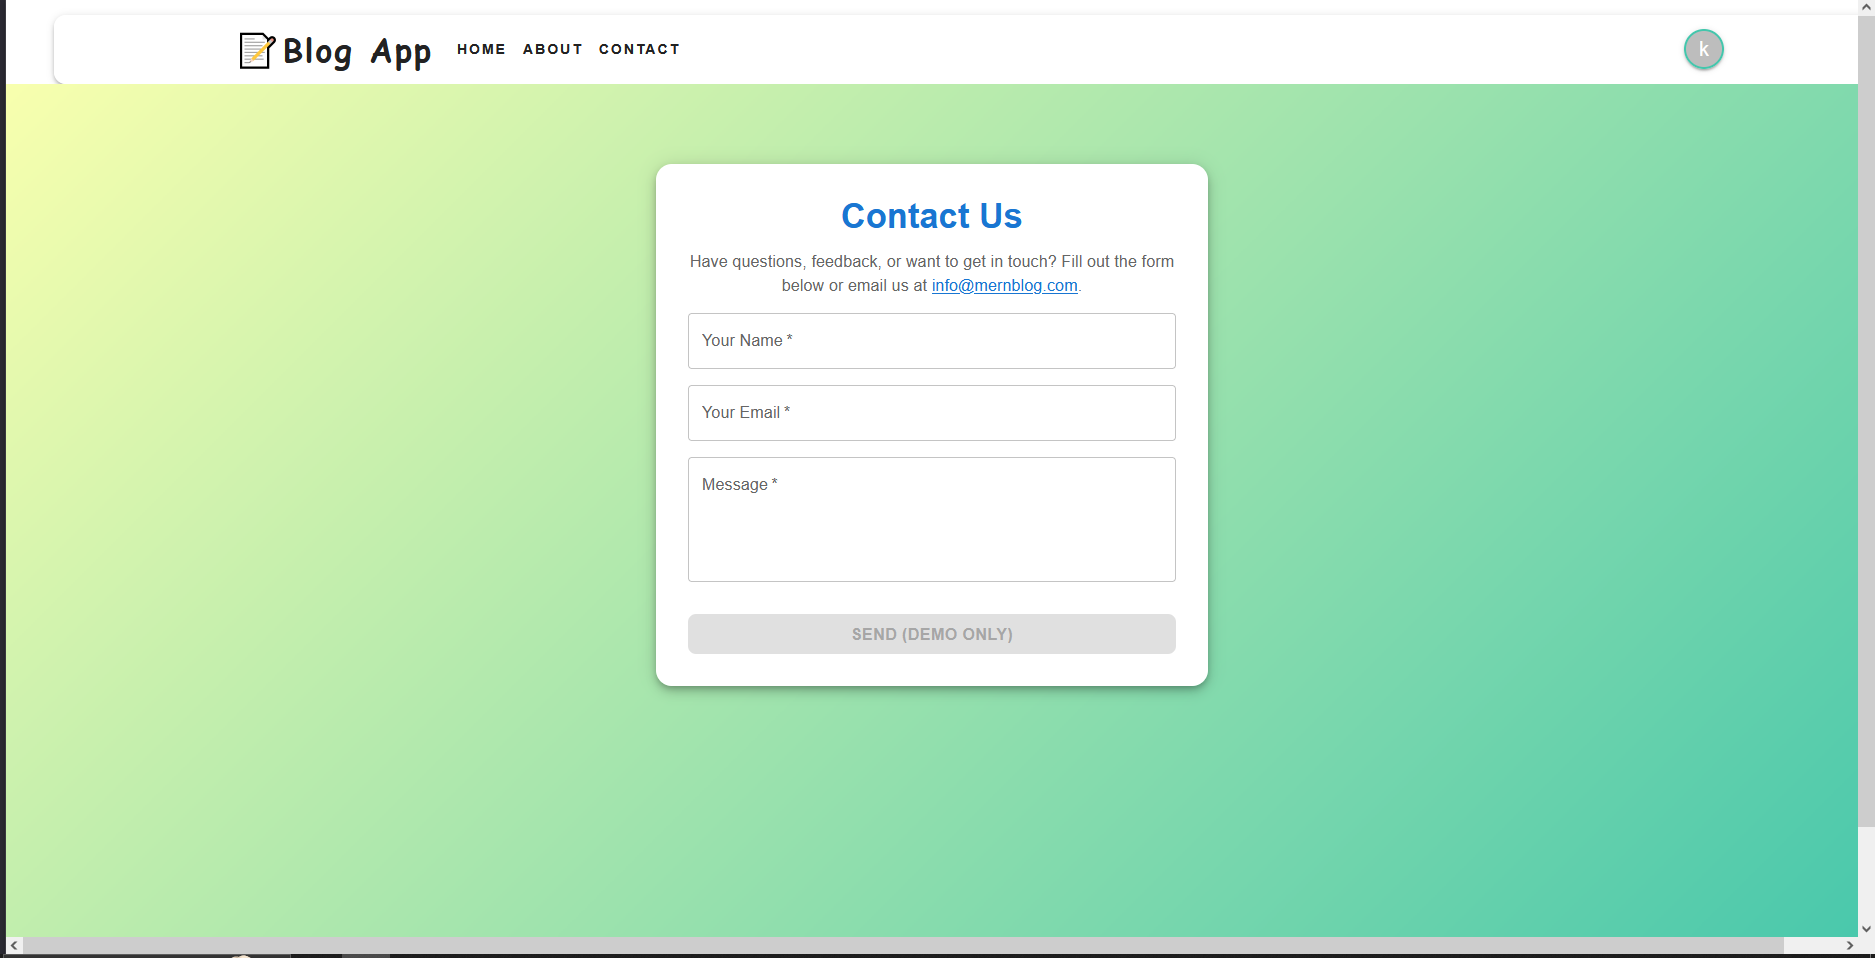 Blog App
HOME ABOUT CONTACT
k
Contact Us
Have questions, feedback, or want to get in touch? Fill out the form
below or email us at info@mernblog.com.
Your Name *
Your Email *
Message *
SEND (DEMO ONLY)